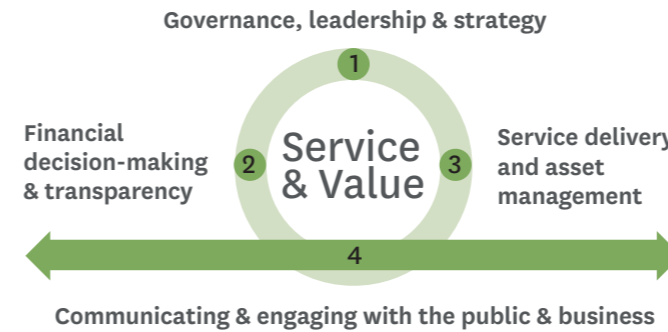 Governance, leadership & strategy
1
Financial
decision-making
& transparency
2
Service
& Value
3
Service delivery
and asset
management
4
Communicating & engaging with the public & business